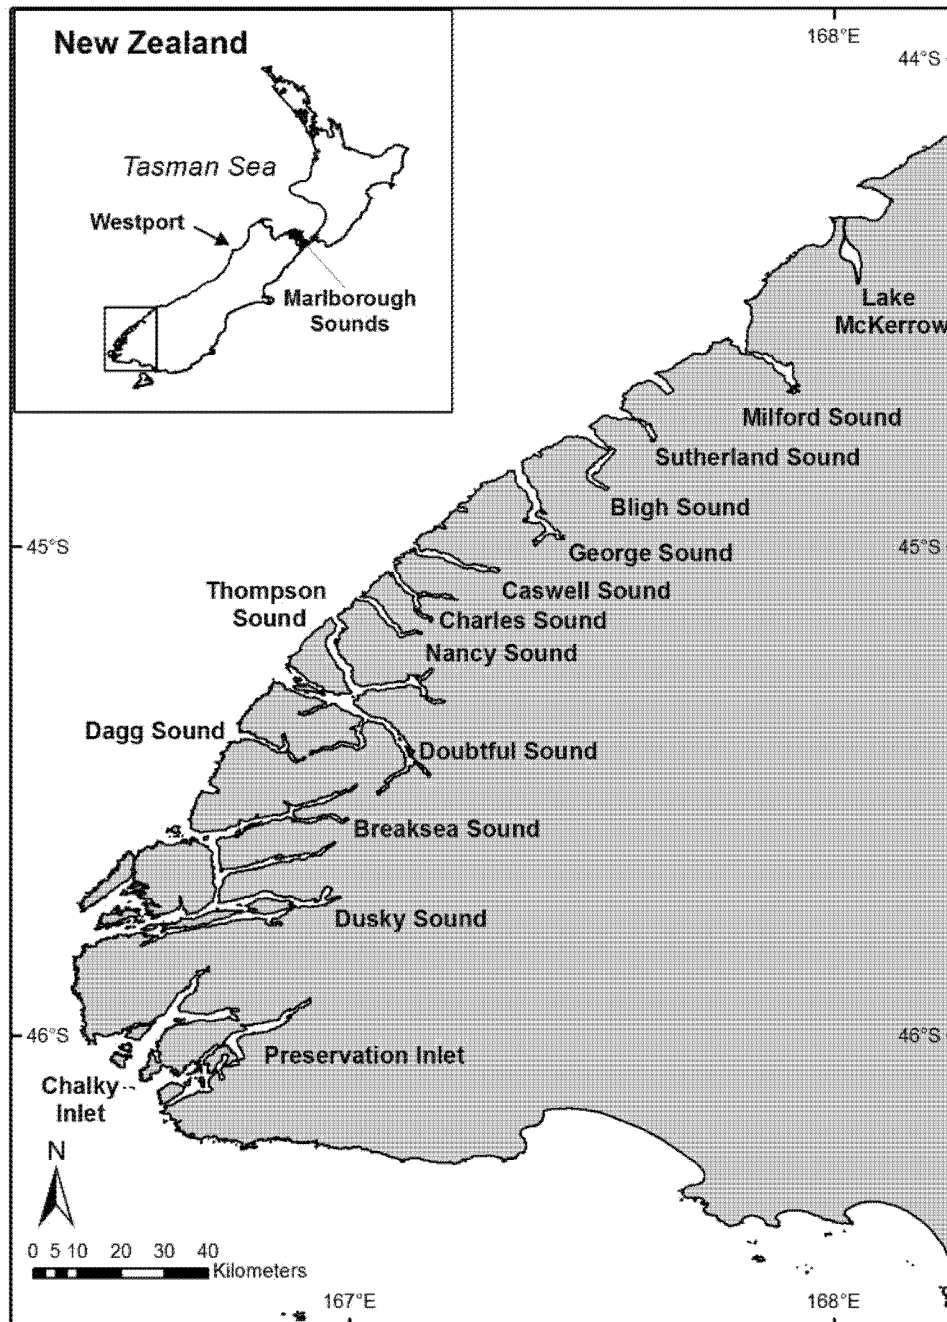 New Zealand
Tasman Sea
Westport
Marlborough
Sounds
168°E
44°S
Lake
McKerrow
Milford Sound
Sutherland Sound
Bligh Sound
45°S
45°S
George Sound
Caswell Sound
Thompson
Sound
Charles Sound
Nancy Sound
Dagg Sound
Doubtful Sound
Breaksea Sound
Dusky Sound
46°S
46°S
Preservation Inlet
Chalky
Inlet
N
0 5 10 20 30 40
Kilometers
167°E
168°E